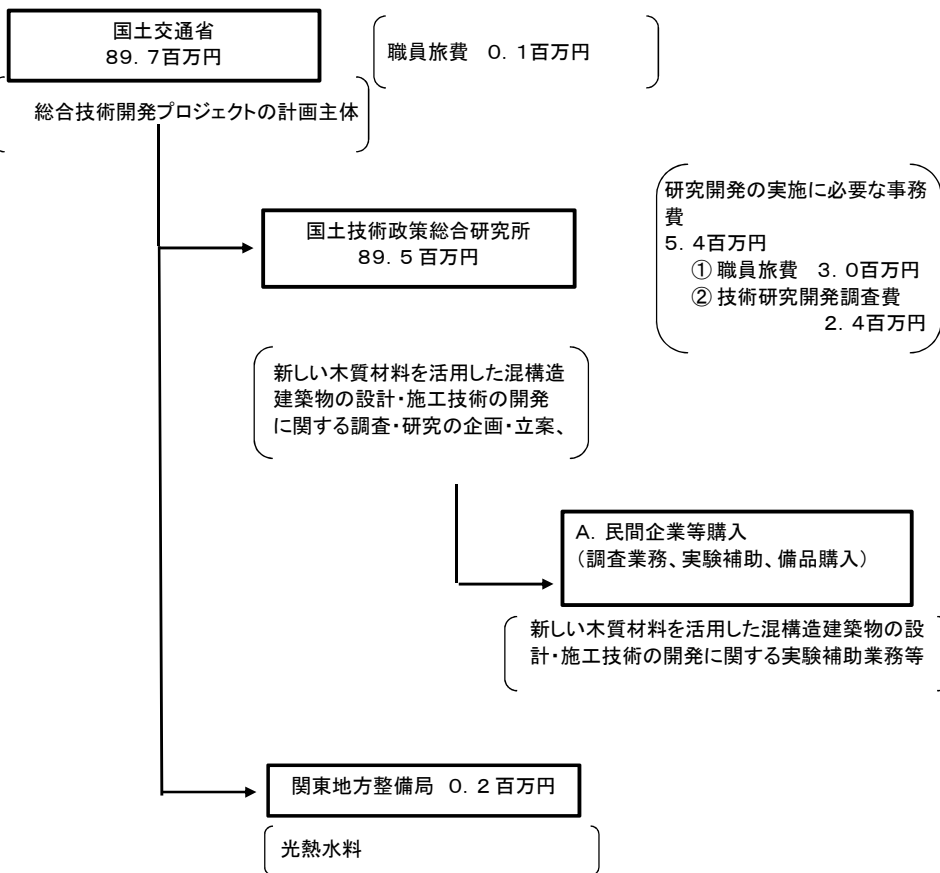 国土交通省
89．7百万円
職員旅費　０．１百万円
総合技術開発プロジェクトの計画主体
国土技術政策総合研究所
89．５百万円
研究開発の実施に必要な事務
費
５．４百万円
① 職員旅費　３．０百万円
② 技術研究開発調査費
２．４百万円
新しい木質材料を活用した混構造
建築物の設計・施工技術の開発
に関する調査・研究の企画・立案、
Ａ．民間企業等購入
（調査業務、実験補助、備品購入）
新しい木質材料を活用した混構造建築物の設
計・施工技術の開発に関する実験補助業務等
関東地方整備局　０．２百万円
光熱水料